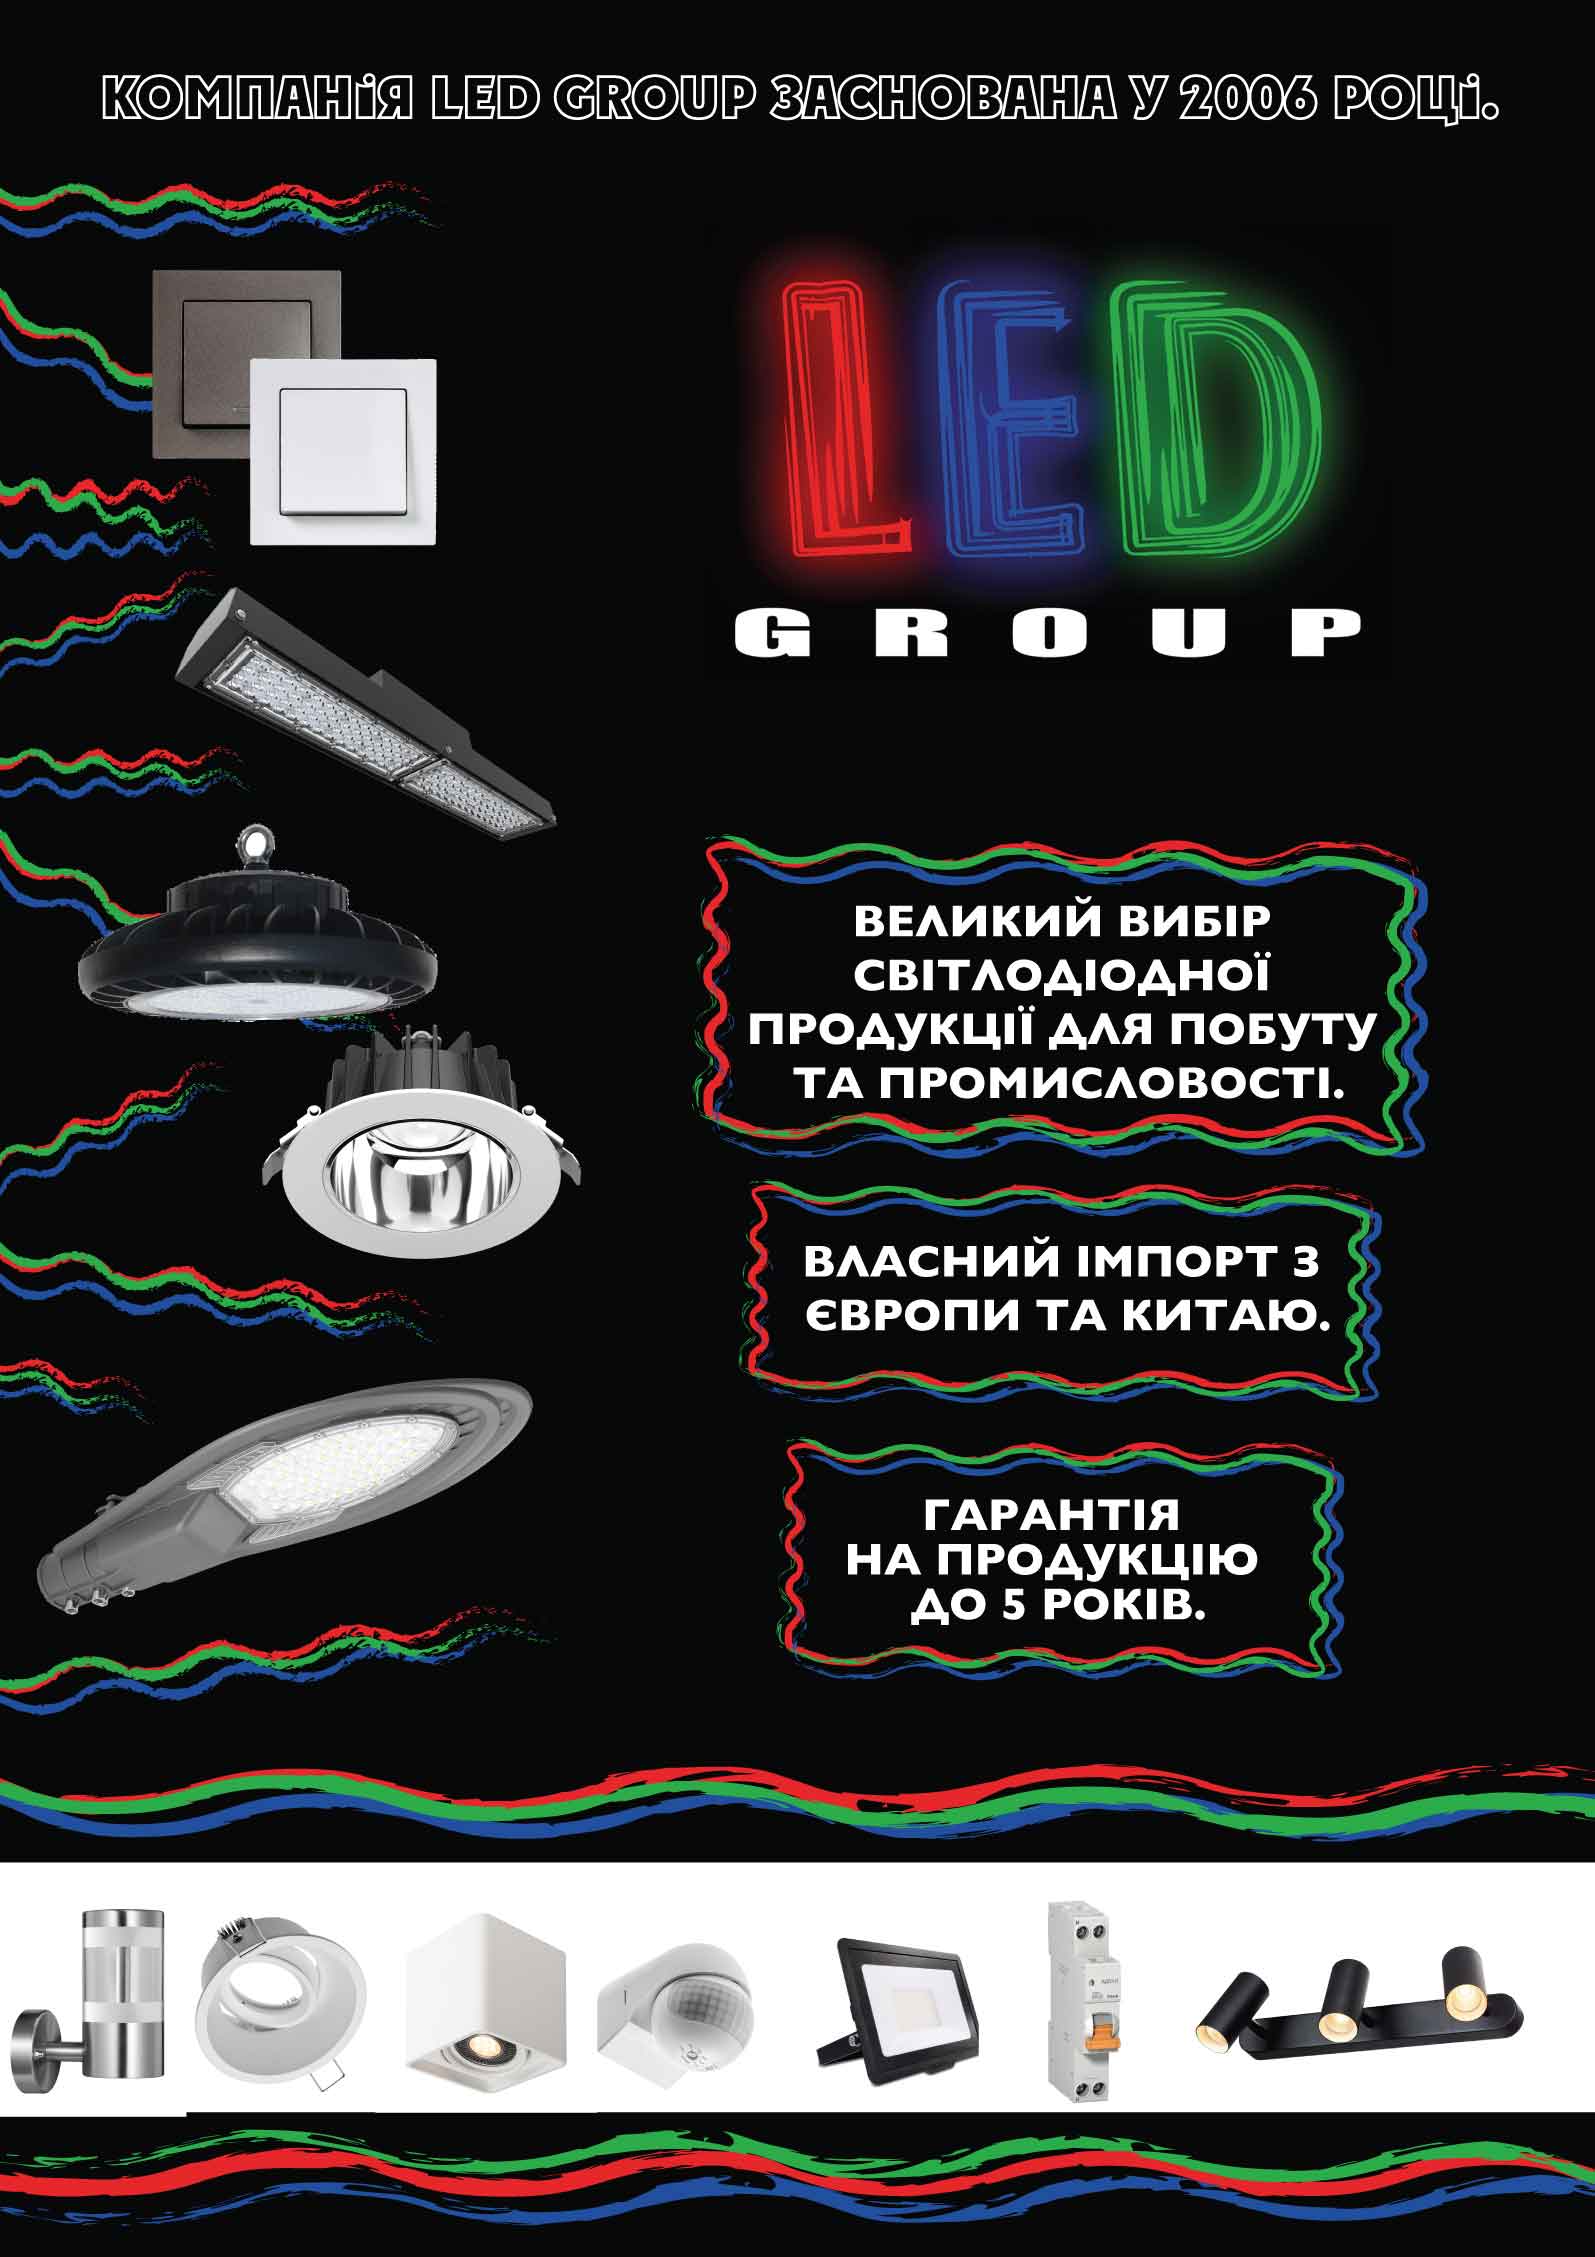 КОМПАНіЯ LED GROUP ЗАСНОВАНА У 2006 РОЦі.
LED
GROUP
ВЕЛИКИЙ ВИБІР
СВІТЛОДІОДНОЇ
ПРОДУКЦІЇ ДЛЯ ПОБУТУ
ТА ПРОМИСЛОВОСТІ.
ВЛАСНИЙ ІМПОРТ З
ЄВРОПИ ТА КИТАЮ.
ГАРАНТІЯ
НА ПРОДУКЦІЮ
ДО 5 РОКІВ.